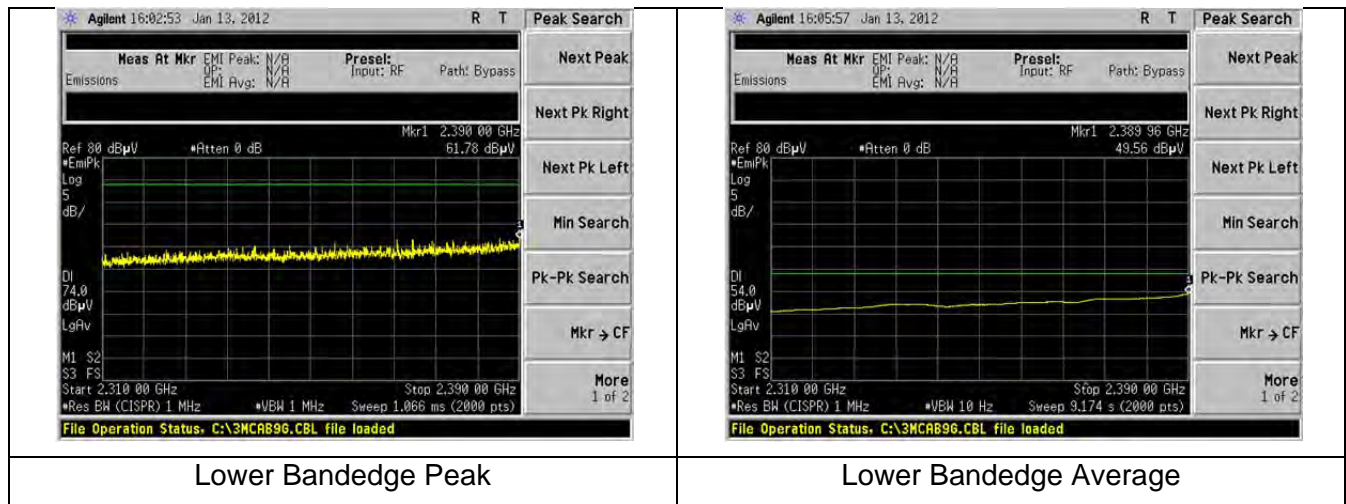 Agilent 16:02:53 Jan 13, 2012 R T
Peak Search
Meas At Mkr EMI Peak: N/A
QP: N/A
EMI Avg: N/A
Presel:
Input: RF Path: Bypass
Emissions
Mkr1 2.390 00 GHz
Ref 80 dBµV *Atten 0 dB 61.78 dBµV
*EmiPk
Log
5
dB/
1
DI
74.0
dBµV
LgAv
M1 S2
S3 FS
Start 2.310 00 GHz Stop 2.390 00 GHz
*Res BW (CISPR) 1 MHz *VBW 1 MHz Sweep 1.066 ms (2000 pts)
File Operation Status, C:\3MCAB9G.CBL file loaded
Next Peak
Next Pk Right
Next Pk Left
Min Search
Pk-Pk Search
Mkr → CF
More
1 of 2
Lower Bandedge Peak
Agilent 16:05:57 Jan 13, 2012 R T
Peak Search
Meas At Mkr EMI Peak: N/A
QP: N/A
EMI Avg: N/A
Presel:
Input: RF Path: Bypass
Emissions
Mkr1 2.389 96 GHz
Ref 80 dBµV *Atten 0 dB 49.56 dBµV
*EmiPk
Log
5
dB/
1
DI
54.0
dBµV
LgAv
M1 S2
S3 FS
Start 2.310 00 GHz Stop 2.390 00 GHz
*Res BW (CISPR) 1 MHz *VBW 10 Hz Sweep 9.174 s (2000 pts)
File Operation Status, C:\3MCAB9G.CBL file loaded
Next Peak
Next Pk Right
Next Pk Left
Min Search
Pk-Pk Search
Mkr → CF
More
1 of 2
Lower Bandedge Average